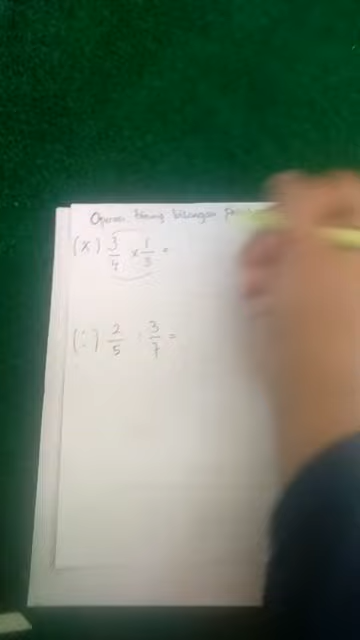 Operasi hitung bilangan
(x) 3/4 x 1/3 =
(:) 2/5 : 3/7 =